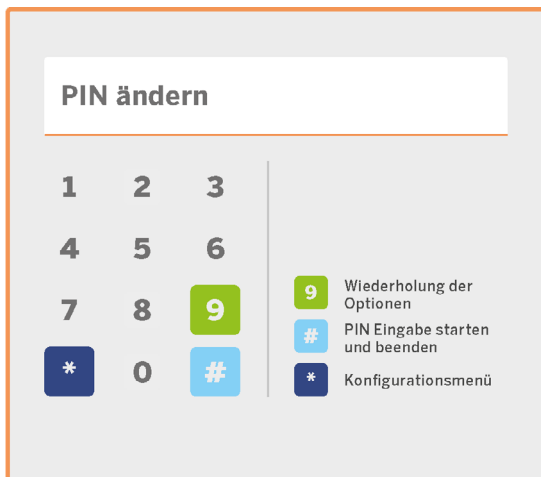 PIN ändern
1 2 3
4 5 6
7 8 9
* 0 #
9 Wiederholung der
Optionen
# PIN Eingabe starten
und beenden
* Konfigurationsmenü